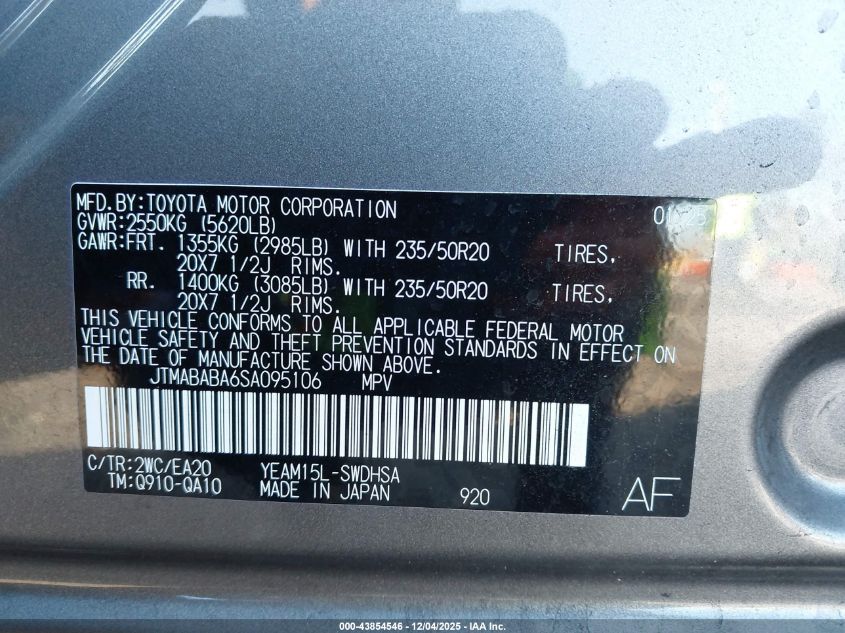 MFD.BY:TOYOTA MOTOR CORPORATION
GVWR:2550KG (5620LB)
GAWR:FRT. 1355KG (2985LB) WITH 235/50R20 TIRES,
20X7 1/2J RIMS.
RR. 1400KG (3085LB) WITH 235/50R20 TIRES,
20X7 1/2J RIMS.
THIS VEHICLE CONFORMS TO ALL APPLICABLE FEDERAL MOTOR
VEHICLE SAFETY AND THEFT PREVENTION STANDARDS IN EFFECT ON
THE DATE OF MANUFACTURE SHOWN ABOVE.
JTMABABA6SA095106 MPV
C/TR:2WC/EA20 YEAM15L-SWDHSA
TM:Q910-QA10 MADE IN JAPAN 920 AF
000-43854546 - 12/04/2025 - IAA Inc.